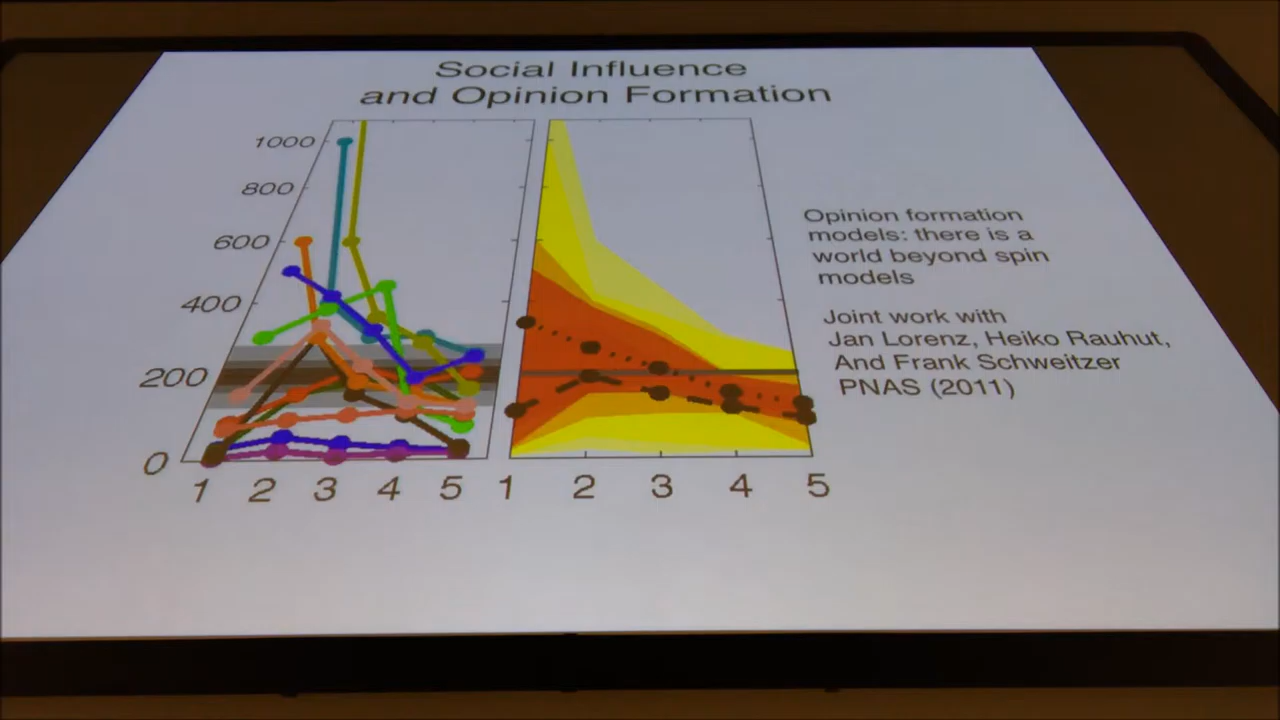 Social Influence
and Opinion Formation
1000
800
600
400
200
0
1 2 3 4 5
1 2 3 4 5
Opinion formation
models: there is a
world beyond spin
models
Joint work with
Jan Lorenz, Heiko Rauhut,
And Frank Schweitzer
PNAS (2011)